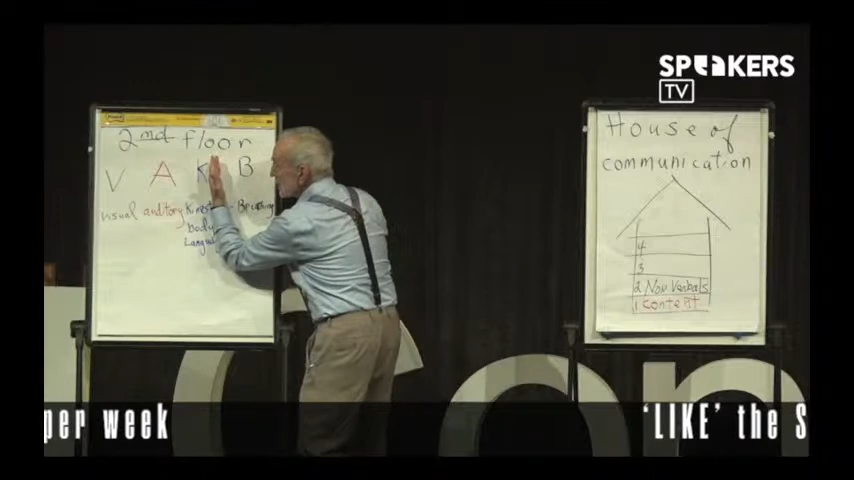 SPEAKERS
TV
2nd floor
V A K B
visual auditory Breathing
body
House of
communication
4
3
2 Non Verbals
1 Content
per week 'LIKE' the S